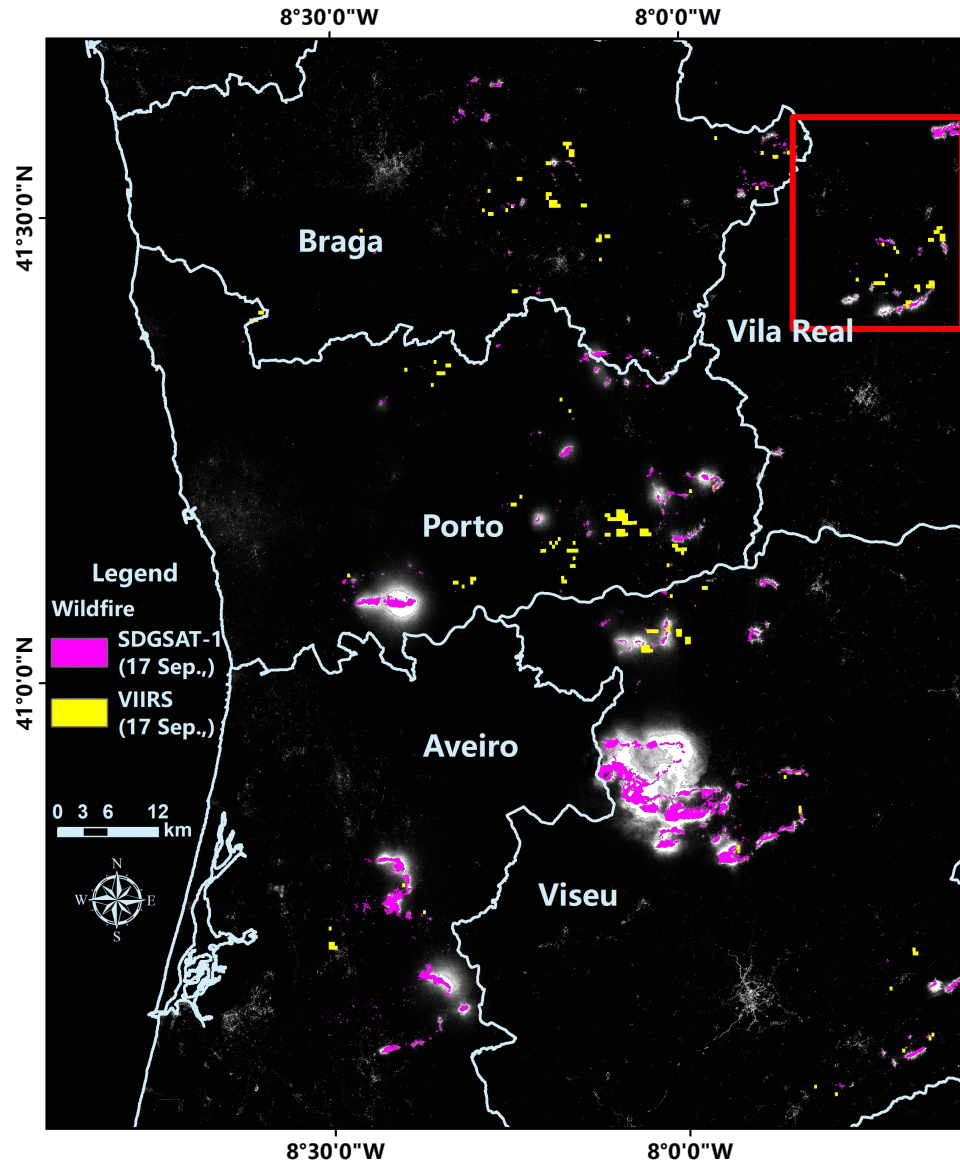 8°30'0"W 8°0'0"W
41°30'0"N
Braga
Vila Real
Porto
Legend
Wildfire
SDGSAT-1
(17 Sep.,)
VIIRS
(17 Sep.,)
41°0'0"N
Aveiro
0 3 6 12
km
N
W E
S
Viseu
8°30'0"W 8°0'0"W